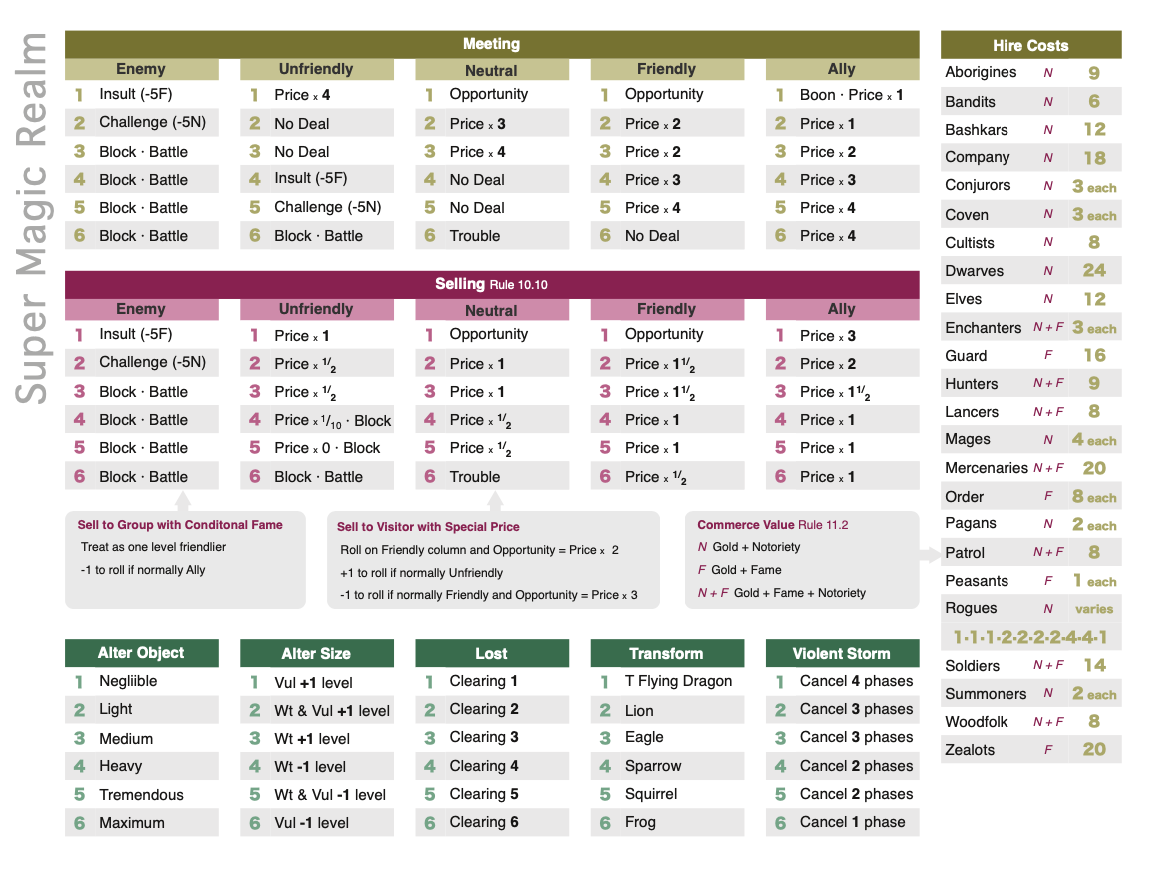 Super Magic Realm
Meeting
Enemy Unfriendly Neutral Friendly Ally
1 Insult (-5F) 1 Price x 4 1 Opportunity 1 Opportunity 1 Boon · Price x 1
2 Challenge (-5N) 2 No Deal 2 Price x 3 2 Price x 2 2 Price x 1
3 Block · Battle 3 No Deal 3 Price x 4 3 Price x 2 3 Price x 2
4 Block · Battle 4 Insult (-5F) 4 No Deal 4 Price x 3 4 Price x 3
5 Block · Battle 5 Challenge (-5N) 5 No Deal 5 Price x 4 5 Price x 4
6 Block · Battle 6 Block · Battle 6 Trouble 6 No Deal 6 Price x 4
Selling Rule 10.10
Enemy Unfriendly Neutral Friendly Ally
1 Insult (-5F) 1 Price x 1 1 Opportunity 1 Opportunity 1 Price x 3
2 Challenge (-5N) 2 Price x 1/2 2 Price x 1 2 Price x 1 1/2 2 Price x 2
3 Block · Battle 3 Price x 1/2 3 Price x 1 3 Price x 1 1/2 3 Price x 1 1/2
4 Block · Battle 4 Price x 1/10 · Block 4 Price x 1/2 4 Price x 1 4 Price x 1
5 Block · Battle 5 Price x 0 · Block 5 Price x 1/2 5 Price x 1 5 Price x 1
6 Block · Battle 6 Block · Battle 6 Trouble 6 Price x 1/2 6 Price x 1
Sell to Group with Conditonal Fame
Treat as one level friendlier
-1 to roll if normally Ally
Sell to Visitor with Special Price
Roll on Friendly column and Opportunity = Price x 2
+1 to roll if normally Unfriendly
-1 to roll if normally Friendly and Opportunity = Price x 3
Commerce Value Rule 11.2
N Gold + Notoriety
F Gold + Fame
N + F Gold + Fame + Notoriety
Alter Object Alter Size Lost Transform Violent Storm
1 Negliible 1 Vul +1 level 1 Clearing 1 1 T Flying Dragon 1 Cancel 4 phases
2 Light 2 Wt & Vul +1 level 2 Clearing 2 2 Lion 2 Cancel 3 phases
3 Medium 3 Wt +1 level 3 Clearing 3 3 Eagle 3 Cancel 3 phases
4 Heavy 4 Wt -1 level 4 Clearing 4 4 Sparrow 4 Cancel 2 phases
5 Tremendous 5 Wt & Vul -1 level 5 Clearing 5 5 Squirrel 5 Cancel 2 phases
6 Maximum 6 Vul -1 level 6 Clearing 6 6 Frog 6 Cancel 1 phase
Hire Costs
Aborigines N 9
Bandits N 6
Bashkars N 12
Company N 18
Conjurors N 3 each
Coven N 3 each
Cultists N 8
Dwarves N 24
Elves N 12
Enchanters N + F 3 each
Guard F 16
Hunters N + F 9
Lancers N + F 8
Mages N 4 each
Mercenaries N + F 20
Order F 8 each
Pagans N 2 each
Patrol N + F 8
Peasants F 1 each
Rogues N varies
1·1·1·2·2·2·2·4·4·1
Soldiers N + F 14
Summoners N 2 each
Woodfolk N + F 8
Zealots F 20